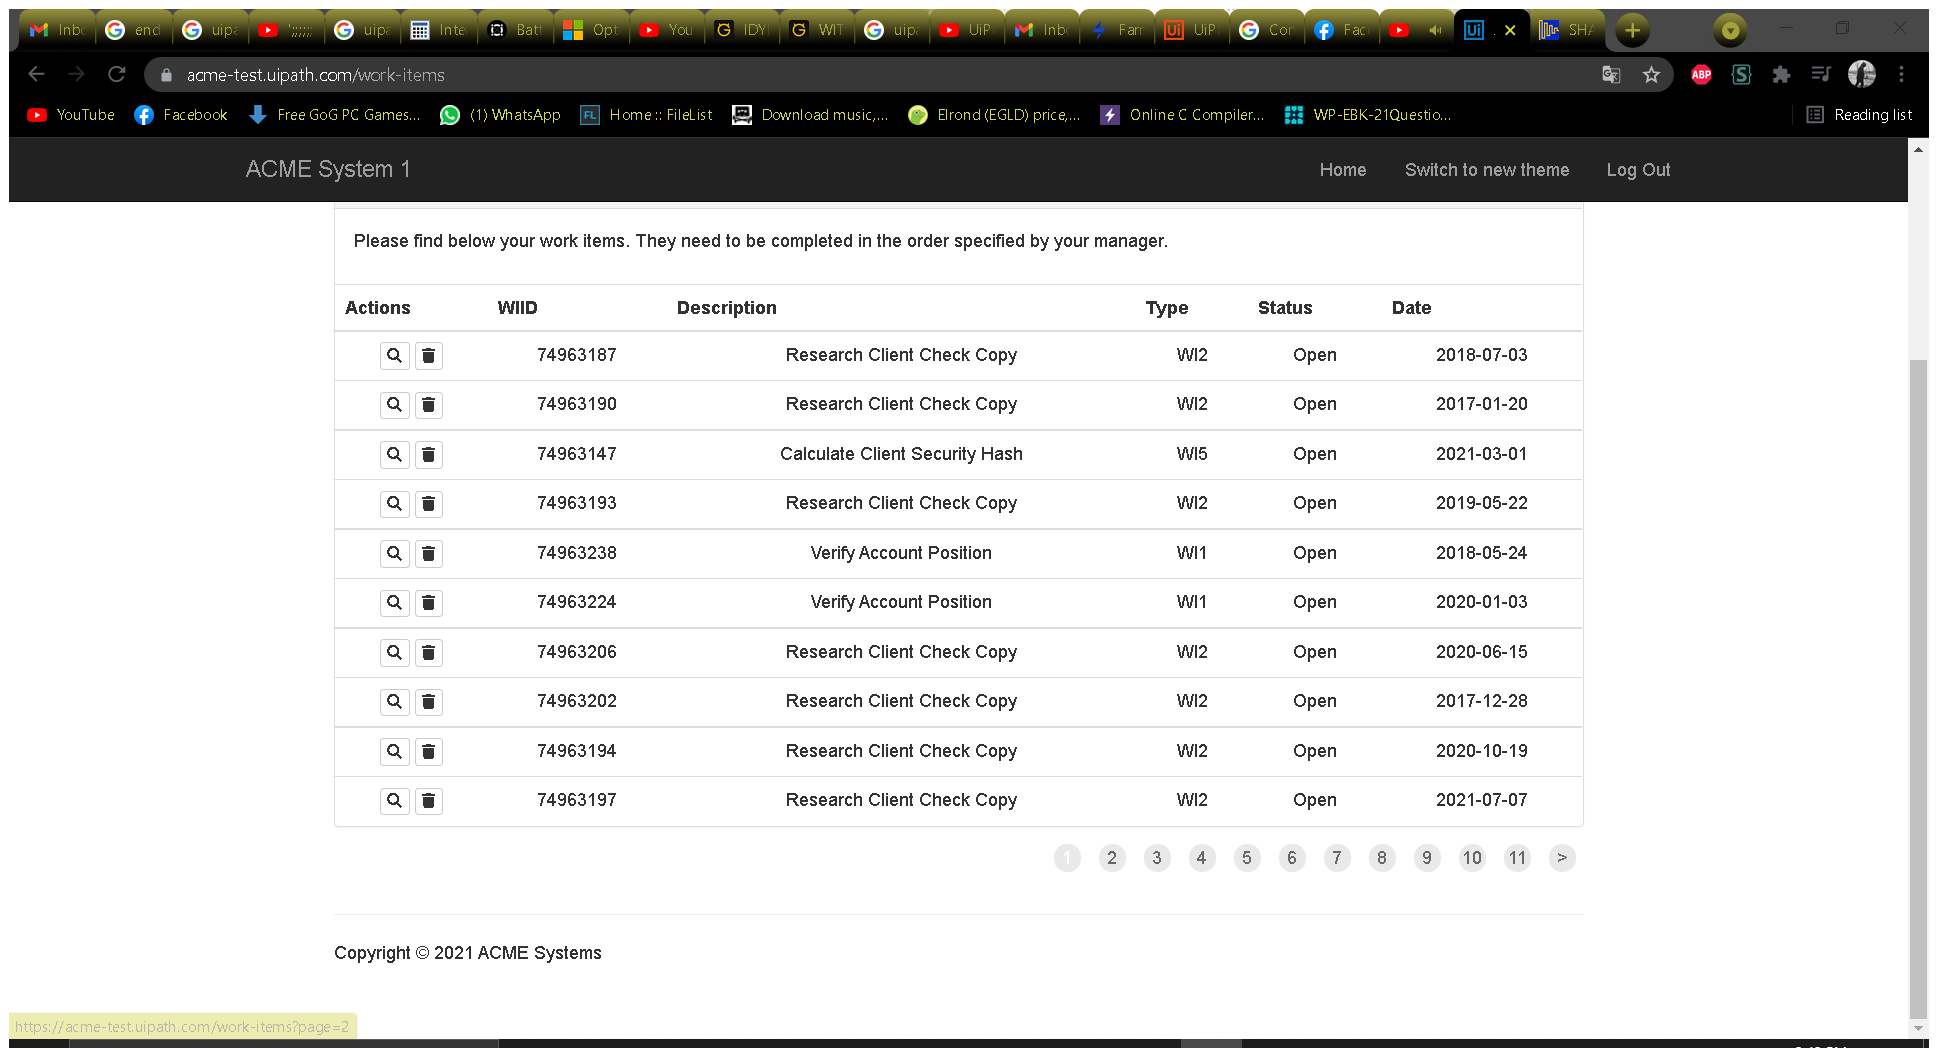 Inbo end uipa ";;;;; uipa Inte Batt Opt You IDYI WIT uipa UiP Inb Farr UiP Cor Fac . SHA
acme-test.uipath.com/work-items
YouTube Facebook Free GoG PC Games... (1) WhatsApp Home :: FileList Download music,... Elrond (EGLD) price,... Online C Compiler... WP-EBK-21Questio... Reading list
ACME System 1 Home Switch to new theme Log Out
Please find below your work items. They need to be completed in the order specified by your manager.
Actions WIID Description Type Status Date
74963187 Research Client Check Copy WI2 Open 2018-07-03
74963190 Research Client Check Copy WI2 Open 2017-01-20
74963147 Calculate Client Security Hash WI5 Open 2021-03-01
74963193 Research Client Check Copy WI2 Open 2019-05-22
74963238 Verify Account Position WI1 Open 2018-05-24
74963224 Verify Account Position WI1 Open 2020-01-03
74963206 Research Client Check Copy WI2 Open 2020-06-15
74963202 Research Client Check Copy WI2 Open 2017-12-28
74963194 Research Client Check Copy WI2 Open 2020-10-19
74963197 Research Client Check Copy WI2 Open 2021-07-07
1 2 3 4 5 6 7 8 9 10 11 >
Copyright © 2021 ACME Systems
https://acme-test.uipath.com/work-items?page=2